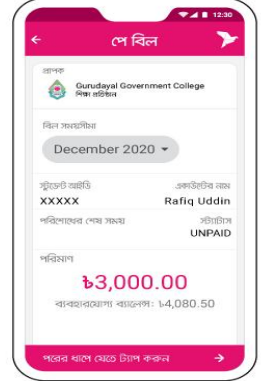 12:30
পে বিল
প্রাপক
Gurudayal Government College
শিক্ষা প্রতিষ্ঠান
বিল সময়সীমা
December 2020
স্টুডেন্ট আইডি
একাউন্টের নাম
XXXXX
Rafiq Uddin
পরিশোধের শেষ সময়
স্ট্যাটাস
UNPAID
পরিমাণ
৳3,000.00
ব্যবহারযোগ্য ব্যালেন্স: ৳4,080.50
পরের ধাপে যেতে ট্যাপ করুন